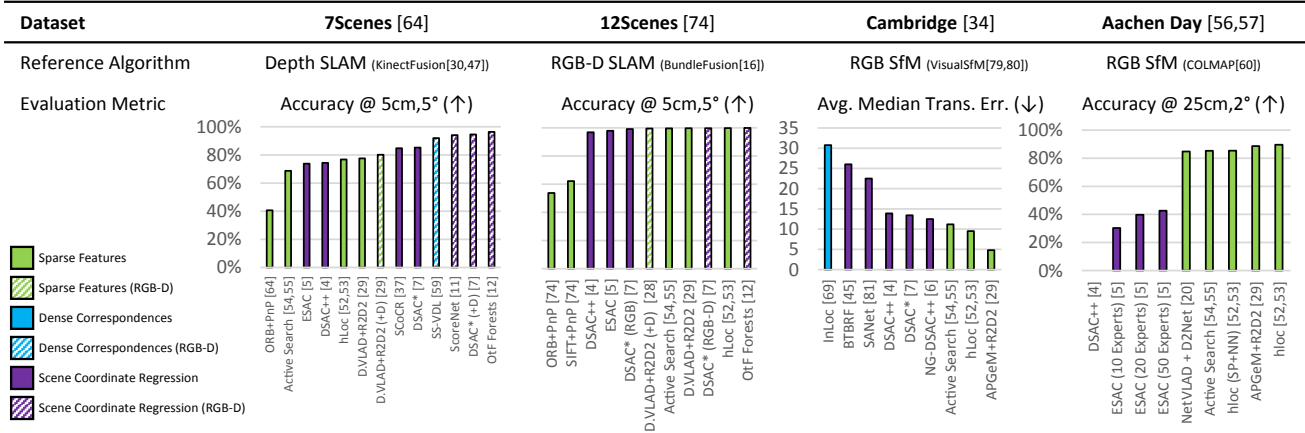 Dataset 7Scenes [64] 12Scenes [74] Cambridge [34] Aachen Day [56,57]
Reference Algorithm Depth SLAM (KinectFusion[30,47]) RGB-D SLAM (BundleFusion[16]) RGB SfM (VisualSfM[79,80]) RGB SfM (COLMAP[60])
Evaluation Metric Accuracy @ 5cm,5° (↑) Accuracy @ 5cm,5° (↑) Avg. Median Trans. Err. (↓) Accuracy @ 25cm,2° (↑)
100%
80%
60%
40%
20%
0%
ORB+PnP [64]
Active Search [54,55]
ESAC [5]
DSAC++ [4]
hLoc [52,53]
D.VLAD+R2D2 [29]
D.VLAD+R2D2 (+D) [29]
SCoCR [37]
DSAC* [7]
SS-VDL [59]
ScoreNet [11]
DSAC* (+D) [7]
OtF Forests [12]
ORB+PnP [74]
SIFT+PnP [74]
DSAC++ [4]
ESAC [5]
DSAC* (RGB) [7]
D.VLAD+R2D2 (+D) [28]
Active Search [54,55]
D.VLAD+R2D2 [29]
DSAC* (RGB-D) [7]
hLoc [52,53]
OtF Forests [12]
35
30
25
20
15
10
5
0
InLoc [69]
BTBRF [45]
SANet [81]
DSAC++ [4]
DSAC* [7]
NG-DSAC++ [6]
Active Search [54,55]
hLoc [52,53]
APGeM+R2D2 [29]
100%
80%
60%
40%
20%
0%
DSAC++ [4]
ESAC (10 Experts) [5]
ESAC (20 Experts) [5]
ESAC (50 Experts) [5]
NetVLAD + D2Net [20]
Active Search [54,55]
hloc (SP+NN) [52,53]
APGeM+R2D2 [29]
hloc [52,53]
Sparse Features
Sparse Features (RGB-D)
Dense Correspondences
Dense Correspondences (RGB-D)
Scene Coordinate Regression
Scene Coordinate Regression (RGB-D)